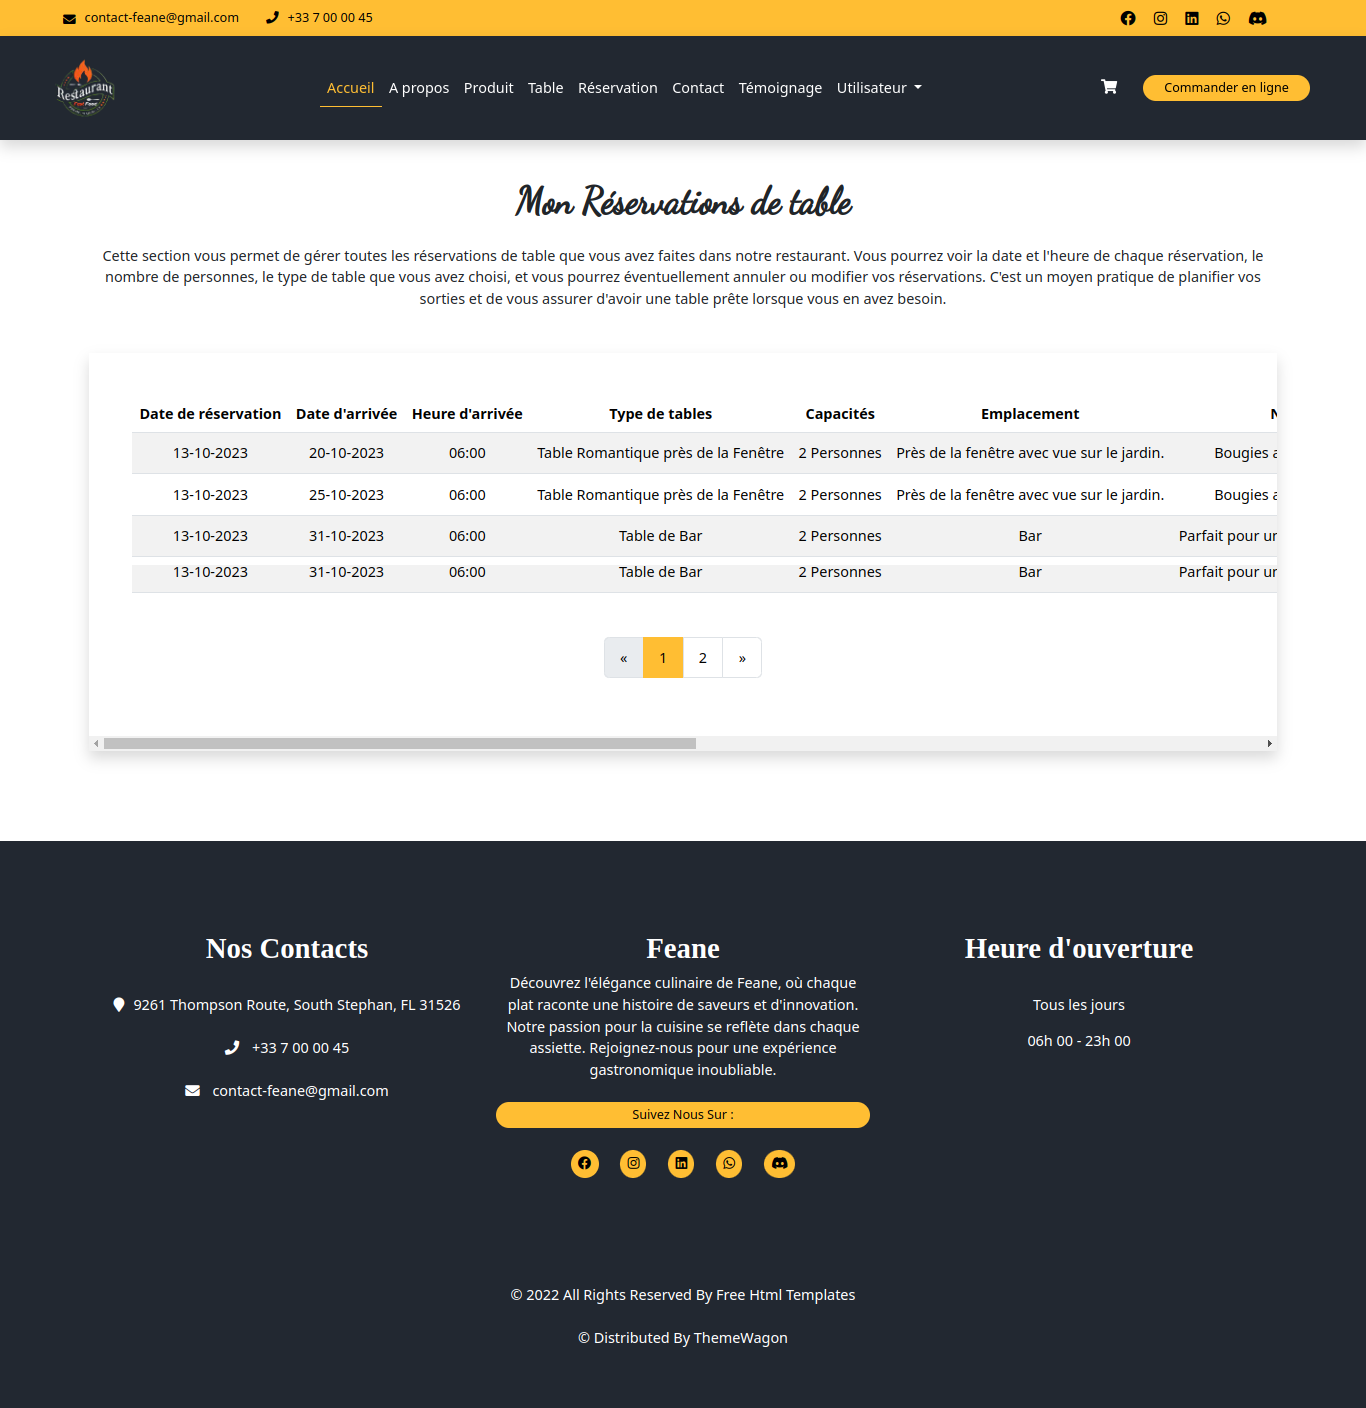 contact-feane@gmail.com +33 7 00 00 45
Restaurant
Accueil A propos Produit Table Réservation Contact Témoignage Utilisateur Commander en ligne
Mon Réservations de table
Cette section vous permet de gérer toutes les réservations de table que vous avez faites dans notre restaurant. Vous pourrez voir la date et l'heure de chaque réservation, le
nombre de personnes, le type de table que vous avez choisi, et vous pourrez éventuellement annuler ou modifier vos réservations. C'est un moyen pratique de planifier vos
sorties et de vous assurer d'avoir une table prête lorsque vous en avez besoin.
Date de réservation Date d'arrivée Heure d'arrivée Type de tables Capacités Emplacement
13-10-2023 20-10-2023 06:00 Table Romantique près de la Fenêtre 2 Personnes Près de la fenêtre avec vue sur le jardin. Bougies a
13-10-2023 25-10-2023 06:00 Table Romantique près de la Fenêtre 2 Personnes Près de la fenêtre avec vue sur le jardin. Bougies a
13-10-2023 31-10-2023 06:00 Table de Bar 2 Personnes Bar Parfait pour un
13-10-2023 31-10-2023 06:00 Table de Bar 2 Personnes Bar Parfait pour un
« 1 2 »
Nos Contacts
9261 Thompson Route, South Stephan, FL 31526
+33 7 00 00 45
contact-feane@gmail.com
Feane
Découvrez l'élégance culinaire de Feane, où chaque
plat raconte une histoire de saveurs et d'innovation.
Notre passion pour la cuisine se reflète dans chaque
assiette. Rejoignez-nous pour une expérience
gastronomique inoubliable.
Suivez Nous Sur :
Heure d'ouverture
Tous les jours
06h 00 - 23h 00
© 2022 All Rights Reserved By Free Html Templates
© Distributed By ThemeWagon